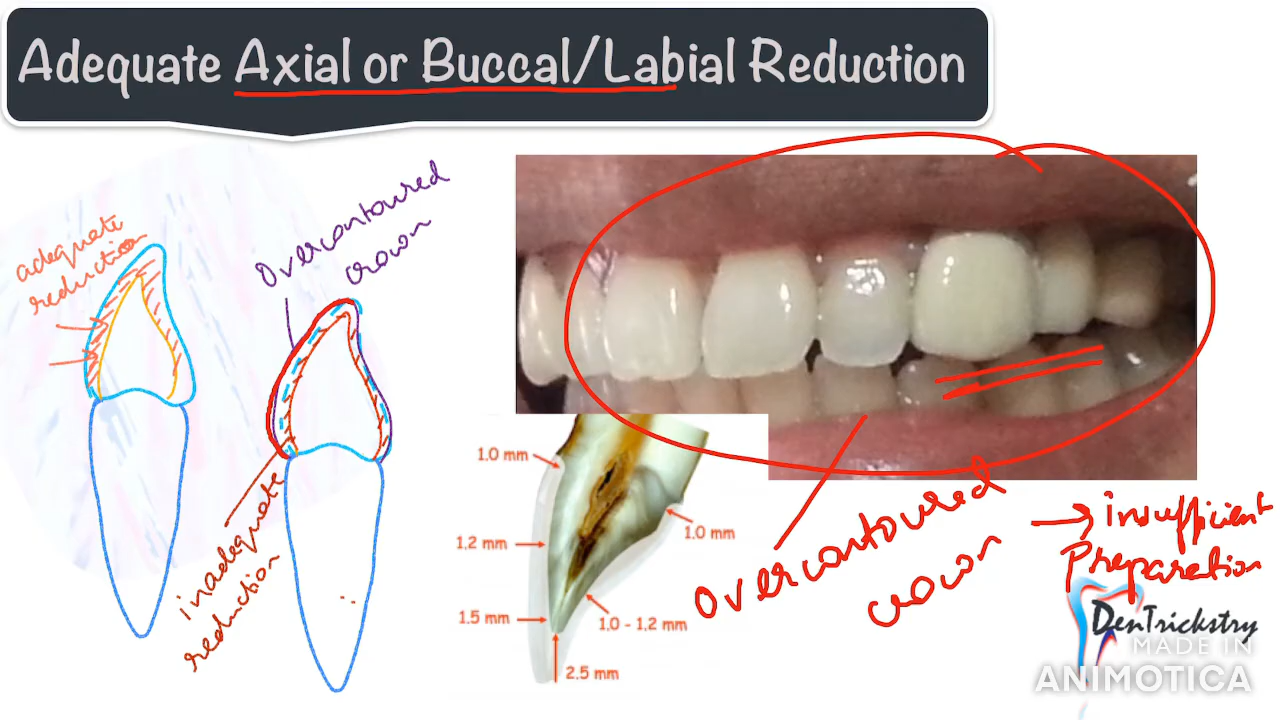 Adequate Axial or Buccal/Labial Reduction
adequate
reduction
Overcontoured
crown
inadequate
reduction
1.0 mm
1.2 mm
1.5 mm
2.5 mm
1.0 mm
1.0 - 1.2 mm
Overcontoured
crown
→ insufficient
Preparation
DenTrickstry
MADE IN
ANIMOTICA